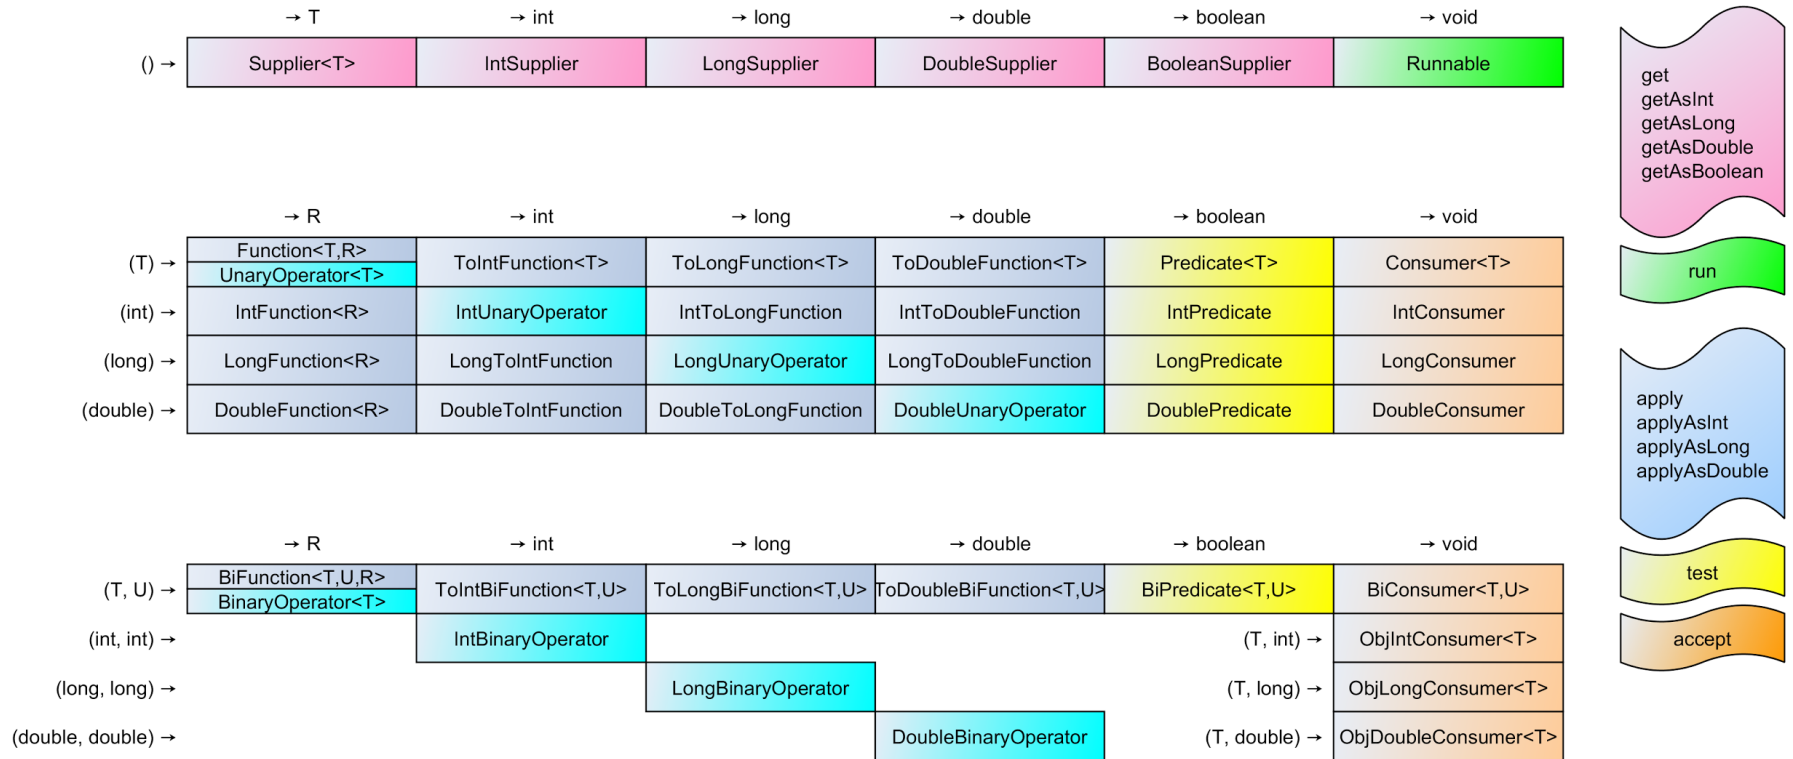 → T → int → long → double → boolean → void
() → Supplier<T> IntSupplier LongSupplier DoubleSupplier BooleanSupplier Runnable
→ R → int → long → double → boolean → void
Function<T,R>
(T) → ToIntFunction<T> ToLongFunction<T> ToDoubleFunction<T> Predicate<T> Consumer<T>
UnaryOperator<T>
(int) → IntFunction<R> IntUnaryOperator IntToLongFunction IntToDoubleFunction IntPredicate IntConsumer
(long) → LongFunction<R> LongToIntFunction LongUnaryOperator LongToDoubleFunction LongPredicate LongConsumer
(double) → DoubleFunction<R> DoubleToIntFunction DoubleToLongFunction DoubleUnaryOperator DoublePredicate DoubleConsumer
→ R → int → long → double → boolean → void
BiFunction<T,U,R>
(T, U) → ToIntBiFunction<T,U> ToLongBiFunction<T,U> ToDoubleBiFunction<T,U> BiPredicate<T,U> BiConsumer<T,U>
BinaryOperator<T>
(int, int) → IntBinaryOperator (T, int) → ObjIntConsumer<T>
(long, long) → LongBinaryOperator (T, long) → ObjLongConsumer<T>
(double, double) → DoubleBinaryOperator (T, double) → ObjDoubleConsumer<T>
get
getAsInt
getAsLong
getAsDouble
getAsBoolean
run
apply
applyAsInt
applyAsLong
applyAsDouble
test
accept